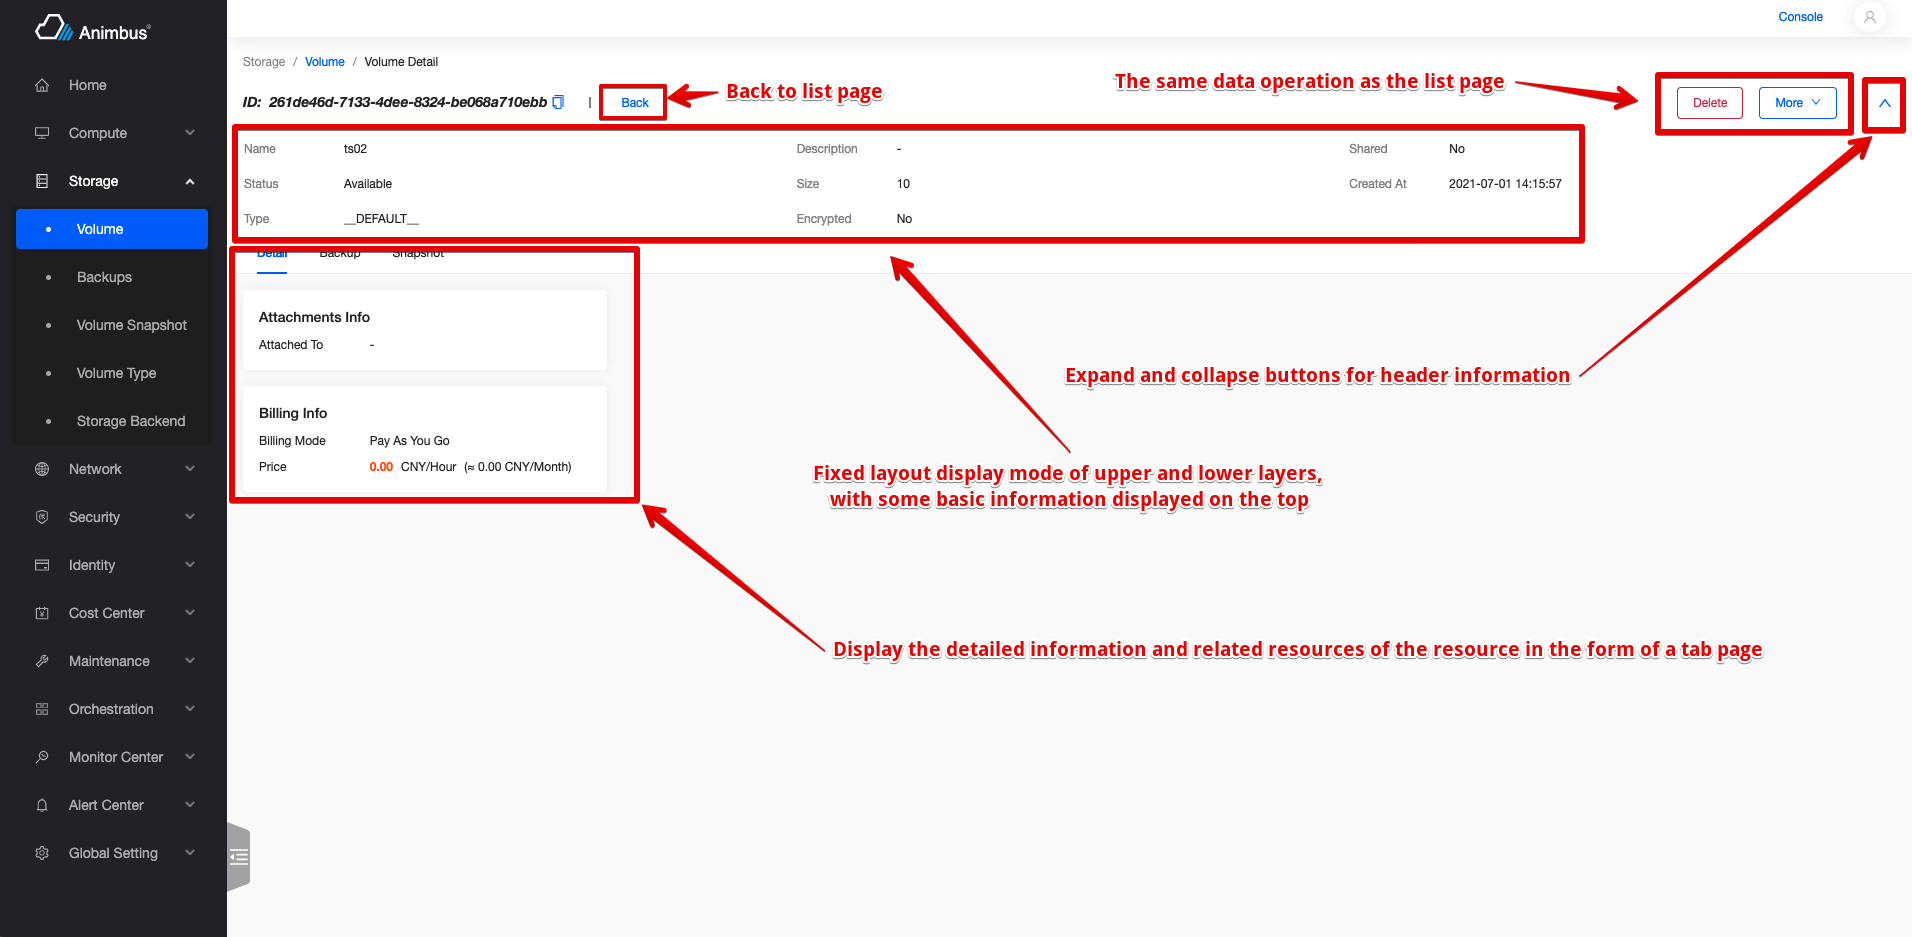 Animbus®
Console
Home
Compute
Storage
Volume
Backups
Volume Snapshot
Volume Type
Storage Backend
Network
Security
Identity
Cost Center
Maintenance
Orchestration
Monitor Center
Alert Center
Global Setting
Storage / Volume / Volume Detail
ID: 261de46d-7133-4dee-8324-be068a710ebb | Back
Back to list page
The same data operation as the list page
Delete More
Name ts02 Description - Shared No
Status Available Size 10 Created At 2021-07-01 14:15:57
Type __DEFAULT__ Encrypted No
Detail Backup Snapshot
Attachments Info
Attached To -
Billing Info
Billing Mode Pay As You Go
Price 0.00 CNY/Hour (≈ 0.00 CNY/Month)
Expand and collapse buttons for header information
Fixed layout display mode of upper and lower layers,
with some basic information displayed on the top
Display the detailed information and related resources of the resource in the form of a tab page